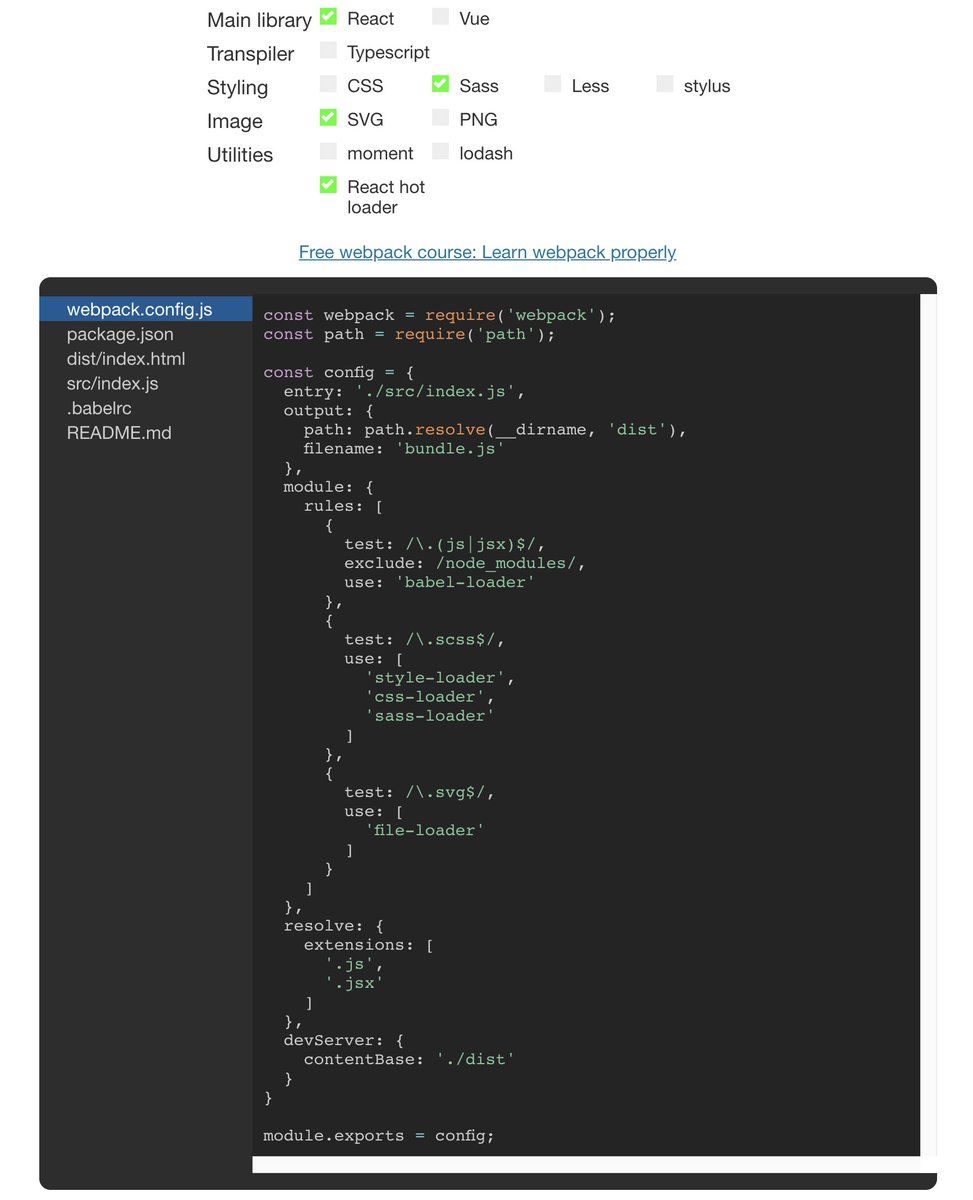 Main library React Vue
Transpiler Typescript
Styling CSS Sass Less stylus
Image SVG PNG
Utilities moment lodash
React hot
loader
Free webpack course: Learn webpack properly
webpack.config.js
package.json
dist/index.html
src/index.js
.babelrc
README.md
const webpack = require('webpack');
const path = require('path');
const config = {
  entry: './src/index.js',
  output: {
    path: path.resolve(__dirname, 'dist'),
    filename: 'bundle.js'
  },
  module: {
    rules: [
      {
        test: /\.(js|jsx)$/,
        exclude: /node_modules/,
        use: 'babel-loader'
      },
      {
        test: /\.scss$/,
        use: [
          'style-loader',
          'css-loader',
          'sass-loader'
        ]
      },
      {
        test: /\.svg$/,
        use: [
          'file-loader'
        ]
      }
    ]
  },
  resolve: {
    extensions: [
      '.js',
      '.jsx'
    ]
  },
  devServer: {
    contentBase: './dist'
  }
}
module.exports = config;